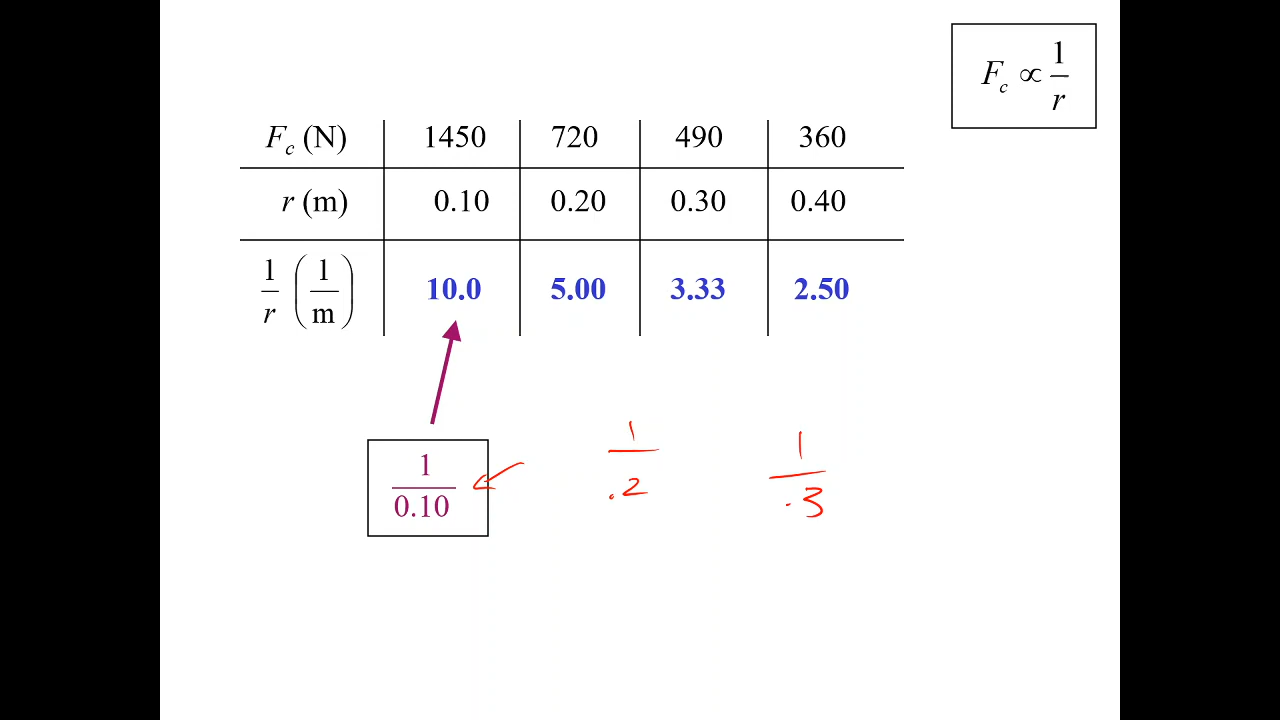 F_c ∝ 1/r
F_c (N) 1450 720 490 360
r (m) 0.10 0.20 0.30 0.40
1/r (1/m) 10.0 5.00 3.33 2.50
1/0.10 1/.2 1/.3